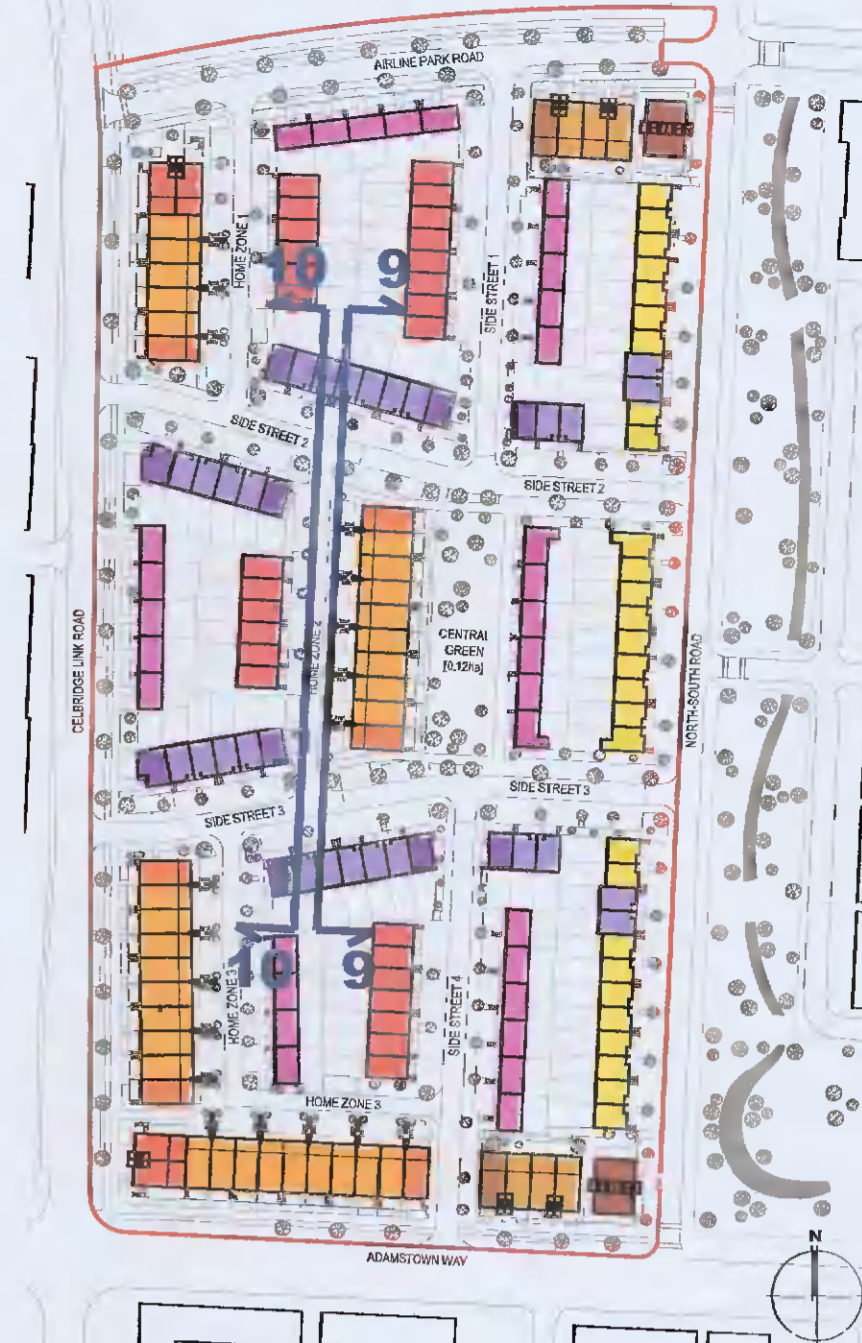 AIRLINE PARK ROAD
HOME ZONE 1
10
9
SIDE STREET 1
SIDE STREET 2
SIDE STREET 2
CELBRIDGE LINK ROAD
HOME ZONE 2
CENTRAL
GREEN
[0.12ha]
NORTH-SOUTH ROAD
SIDE STREET 3
SIDE STREET 3
10
9
HOME ZONE 3
SIDE STREET 4
HOME ZONE 3
ADAMSTOWN WAY
N